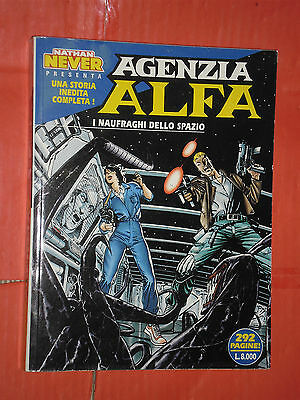 NATHAN
NEVER
PRESENTA
UNA STORIA
INEDITA
COMPLETA!
AGENZIA
ALFA
I NAUFRAGHI DELLO SPAZIO
292
PAGINE!
L. 8.000